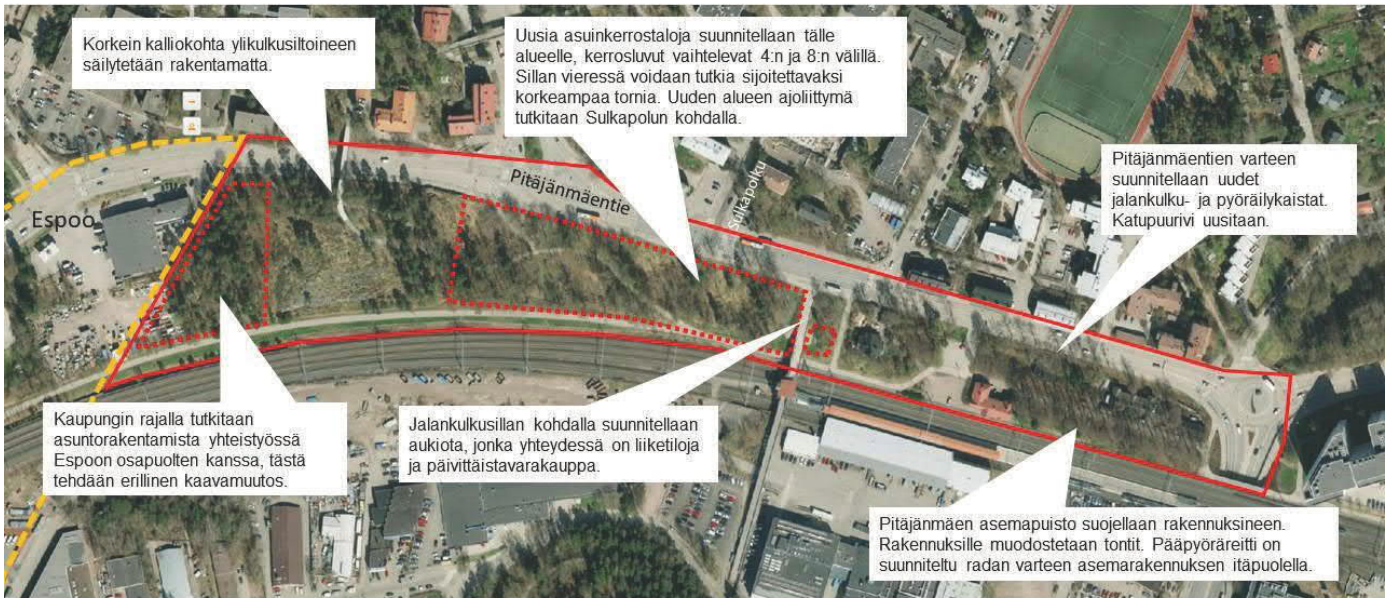 Korkein kalliokohta ylikulkusiltoineen
säilytetään rakentamatta.
Uusia asuinkerrostaloja suunnitellaan tälle
alueelle, kerrosluvut vaihtelevat 4:n ja 8:n välillä.
Sillan vieressä voidaan tutkia sijoitettavaksi
korkeampaa tornia. Uuden alueen ajoliittymä
tutkitaan Sulkapolun kohdalla.
Pitäjänmäentien varteen
suunnitellaan uudet
jalankulku- ja pyöräilykaistat.
Katupuurivi uusitaan.
Espoo
Pitäjänmäentie
Sulkapolku
Kaupungin rajalla tutkitaan
asuntorakentamista yhteistyössä
Espoon osapuolten kanssa, tästä
tehdään erillinen kaavamuutos.
Jalankulkusillan kohdalla suunnitellaan
aukiota, jonka yhteydessä on liiketiloja
ja päivittäistavarakauppa.
Pitäjänmäen asemapuisto suojellaan rakennuksineen.
Rakennuksille muodostetaan tontit. Pääpyöräreitti on
suunniteltu radan varteen asemarakennuksen itäpuolella.